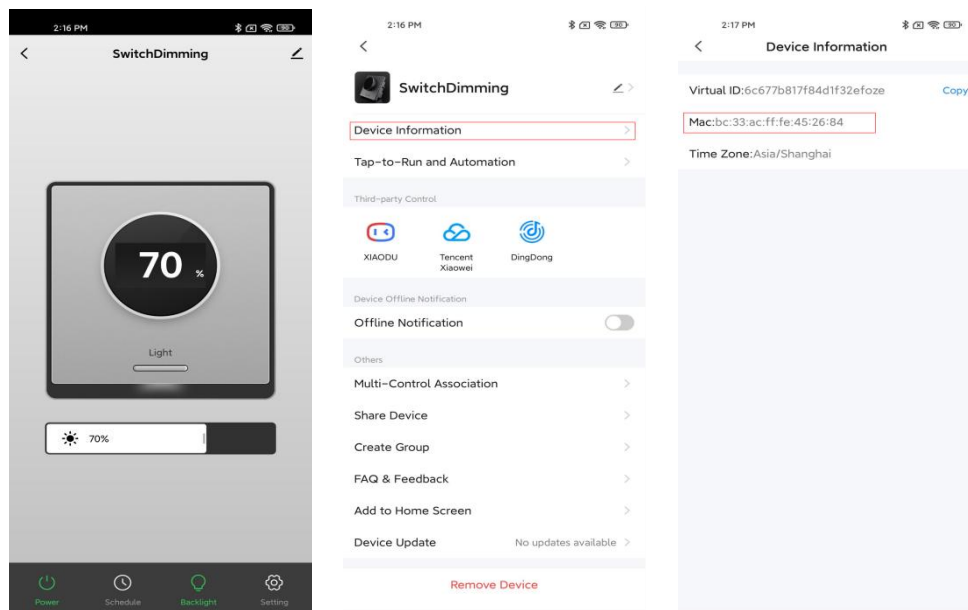 2:16 PM
SwitchDimming
70 %
Light
70%
Power
Schedule
Backlight
Setting
2:16 PM
SwitchDimming
Device Information
Tap-to-Run and Automation
Third-party Control
XIAODU
Tencent
Xiaowei
DingDong
Device Offline Notification
Offline Notification
Others
Multi-Control Association
Share Device
Create Group
FAQ & Feedback
Add to Home Screen
Device Update No updates available
Remove Device
2:17 PM
Device Information
Virtual ID:6c677b817f84d1f32efoze Copy
Mac:bc:33:ac:ff:fe:45:26:84
Time Zone:Asia/Shanghai